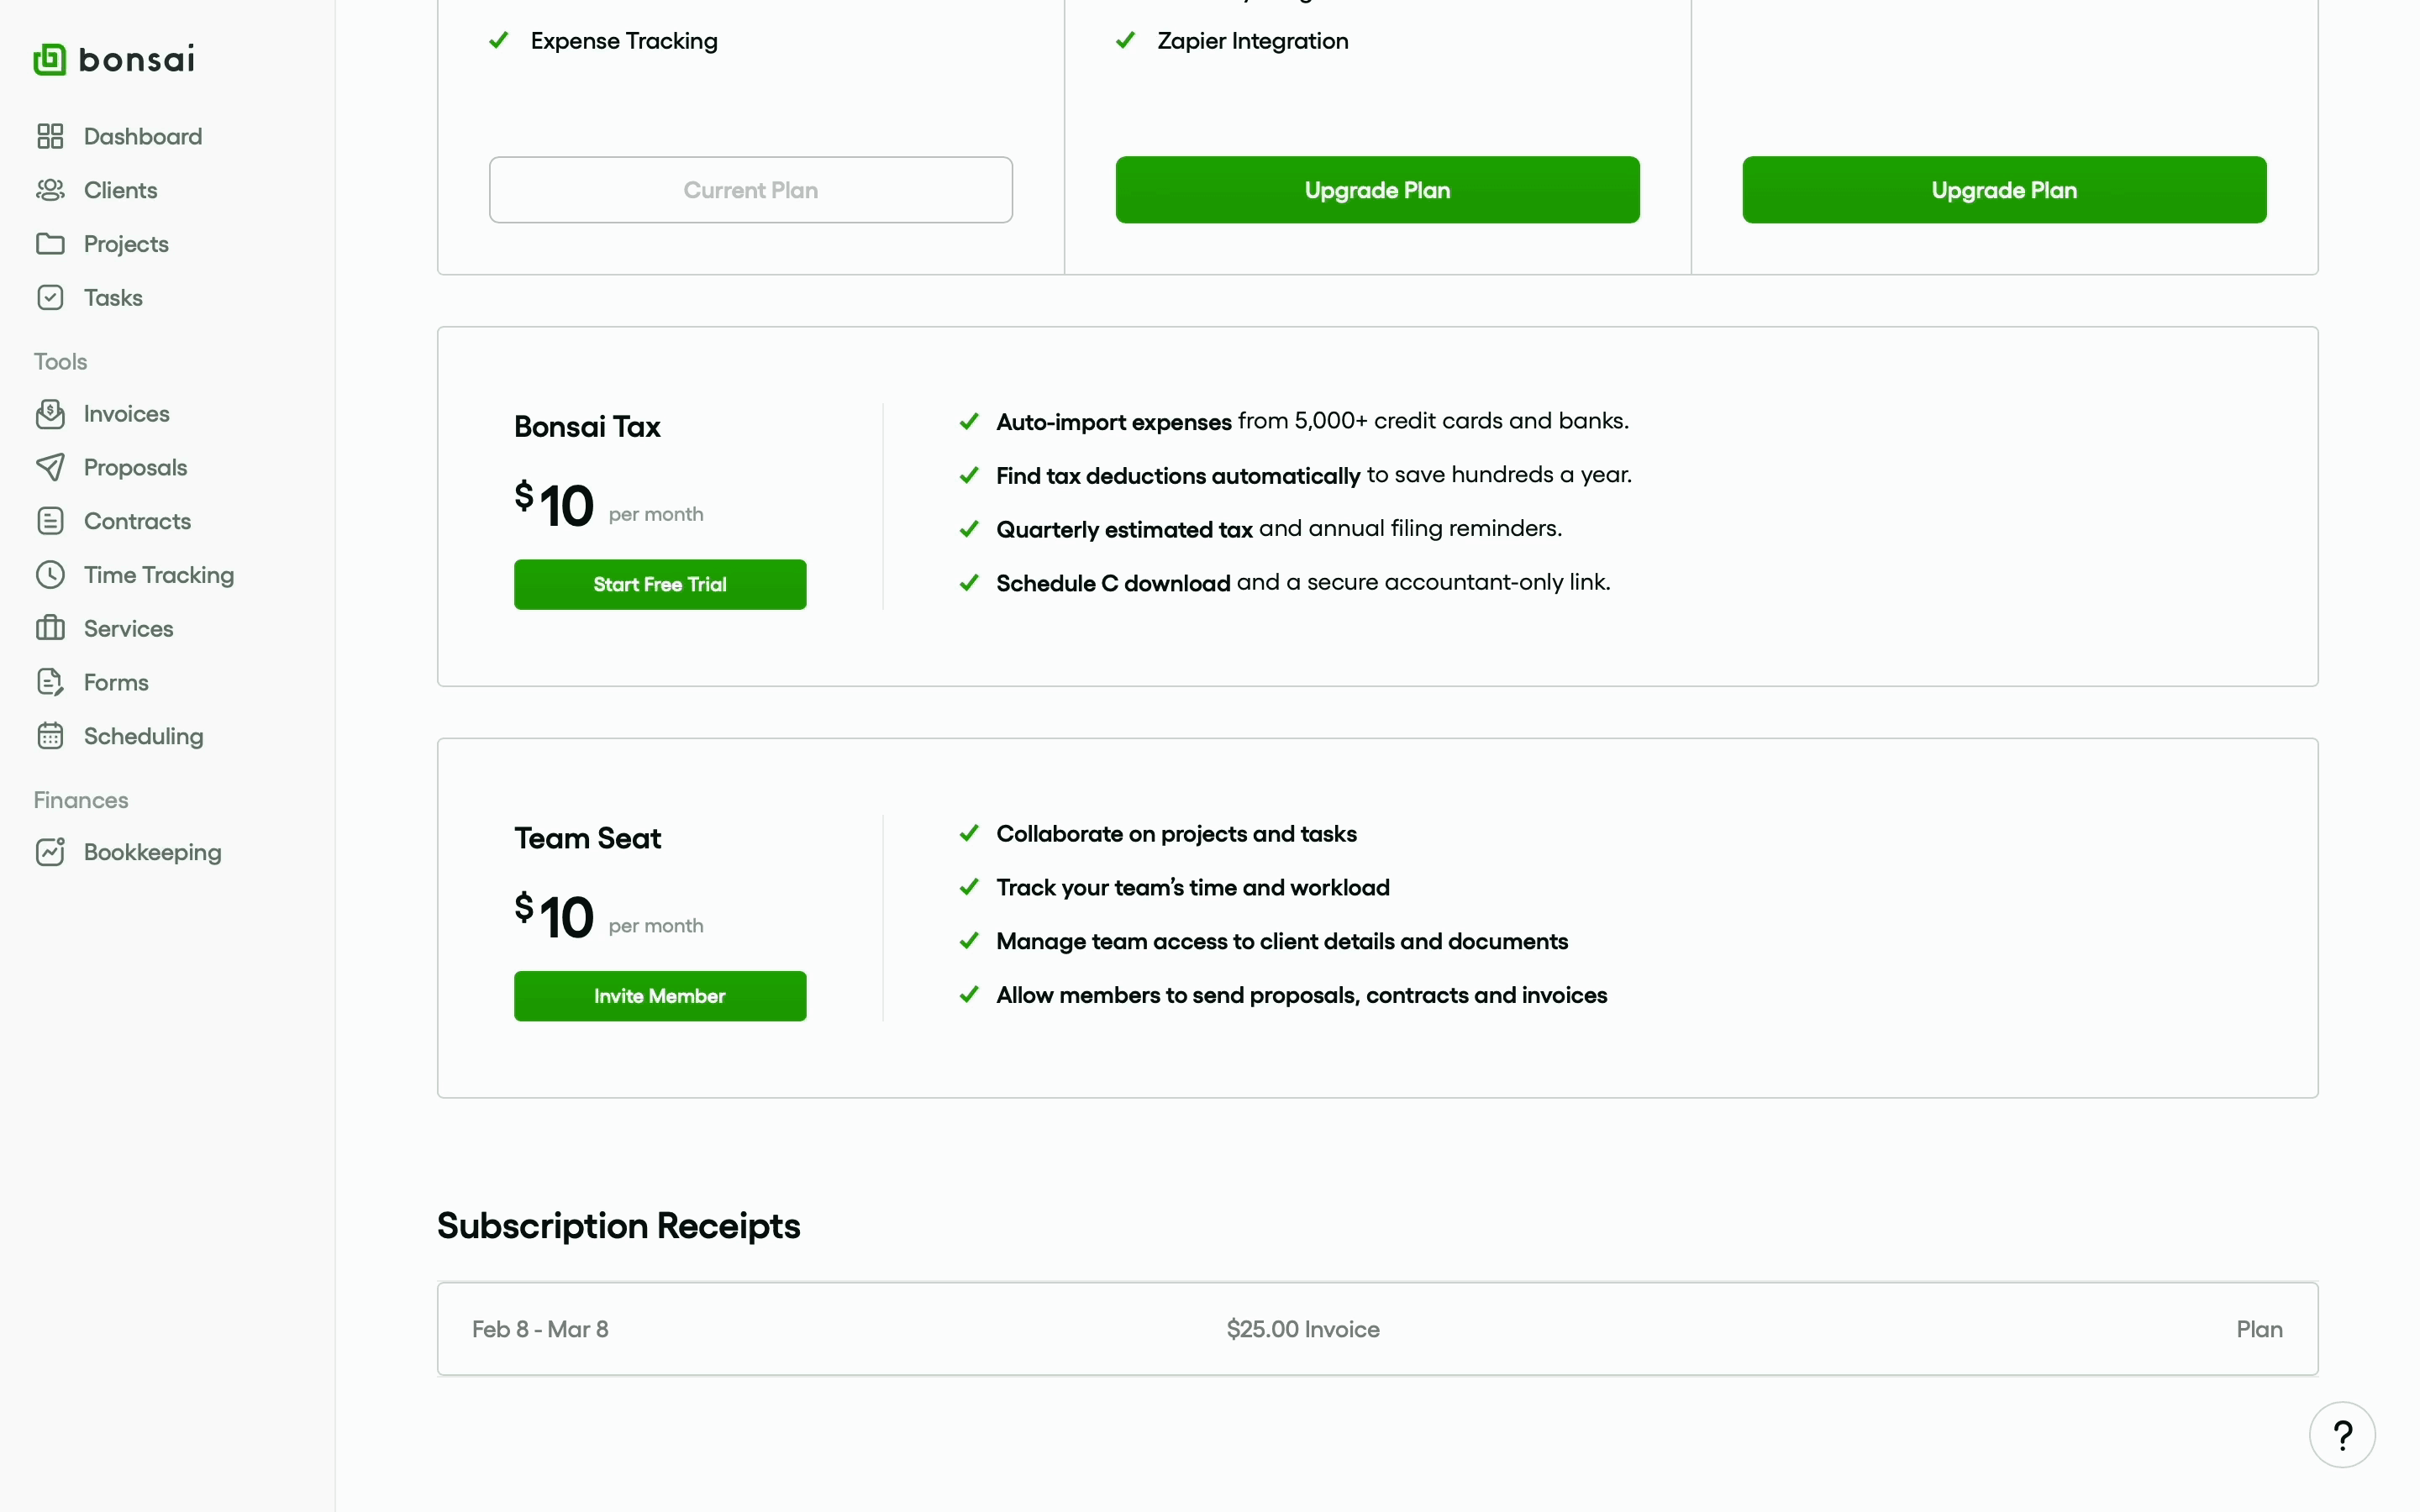 bonsai
Dashboard
Clients
Projects
Tasks
Tools
Invoices
Proposals
Contracts
Time Tracking
Services
Forms
Scheduling
Finances
Bookkeeping
Expense Tracking
Zapier Integration
Current Plan
Upgrade Plan
Upgrade Plan
Bonsai Tax
$10 per month
Start Free Trial
Auto-import expenses from 5,000+ credit cards and banks.
Find tax deductions automatically to save hundreds a year.
Quarterly estimated tax and annual filing reminders.
Schedule C download and a secure accountant-only link.
Team Seat
$10 per month
Invite Member
Collaborate on projects and tasks
Track your team’s time and workload
Manage team access to client details and documents
Allow members to send proposals, contracts and invoices
Subscription Receipts
Feb 8 - Mar 8 $25.00 Invoice Plan
?